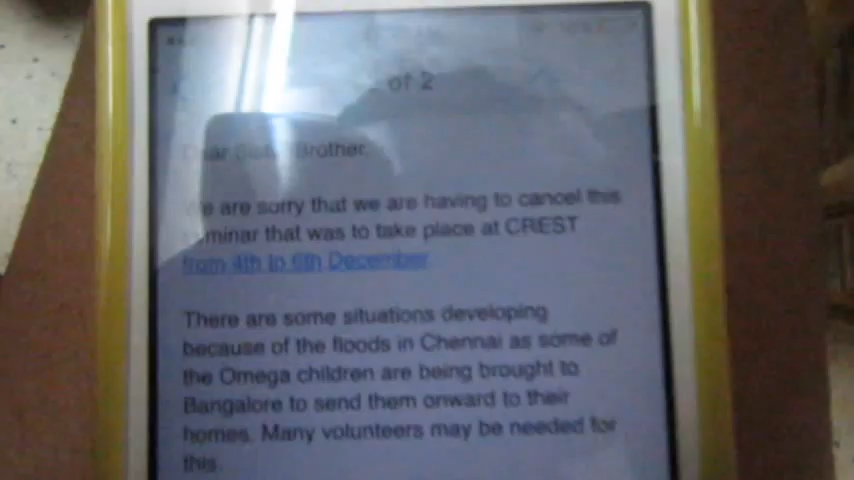 of 2
Brother,
We are sorry that we are having to cancel this
seminar that was to take place at CREST
from 4th to 6th December
There are some situations developing
because of the floods in Chennai as some of
the Omega children are being brought to
Bangalore to send them onward to their
homes. Many volunteers may be needed for
this.